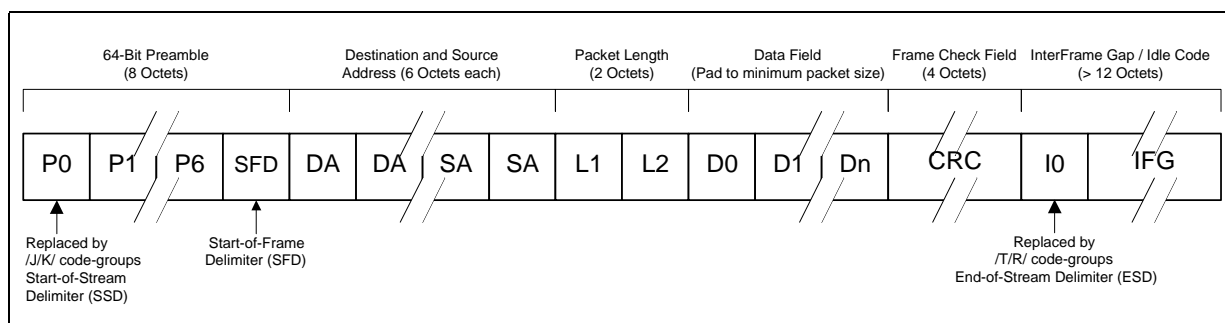 64-Bit Preamble
(8 Octets)
Destination and Source
Address (6 Octets each)
Packet Length
(2 Octets)
Data Field
(Pad to minimum packet size)
Frame Check Field
(4 Octets)
InterFrame Gap / Idle Code
(> 12 Octets)
P0 P1 P6 SFD DA DA SA SA L1 L2 D0 D1 Dn CRC I0 IFG
Replaced by
/J/K/ code-groups
Start-of-Stream
Delimiter (SSD)
Start-of-Frame
Delimiter (SFD)
Replaced by
/T/R/ code-groups
End-of-Stream Delimiter (ESD)